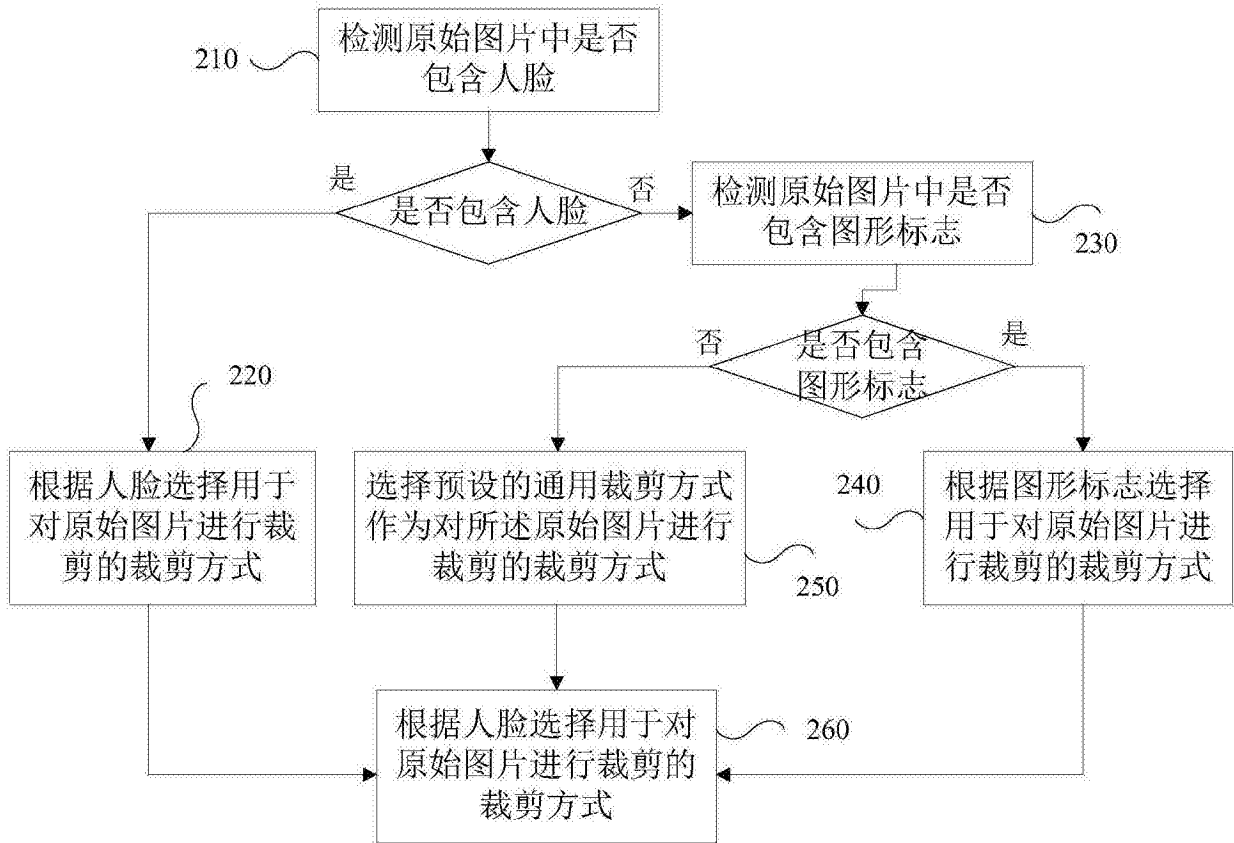 210
检测原始图片中是否
包含人脸
是
是否包含人脸
否
检测原始图片中是否
包含图形标志
230
否
是否包含
图形标志
是
220
根据人脸选择用于
对原始图片进行裁
剪的裁剪方式
选择预设的通用裁剪方式
作为对所述原始图片进行
裁剪的裁剪方式
250
240
根据图形标志选择
用于对原始图片进
行裁剪的裁剪方式
根据人脸选择用于对
原始图片进行裁剪的
裁剪方式
260